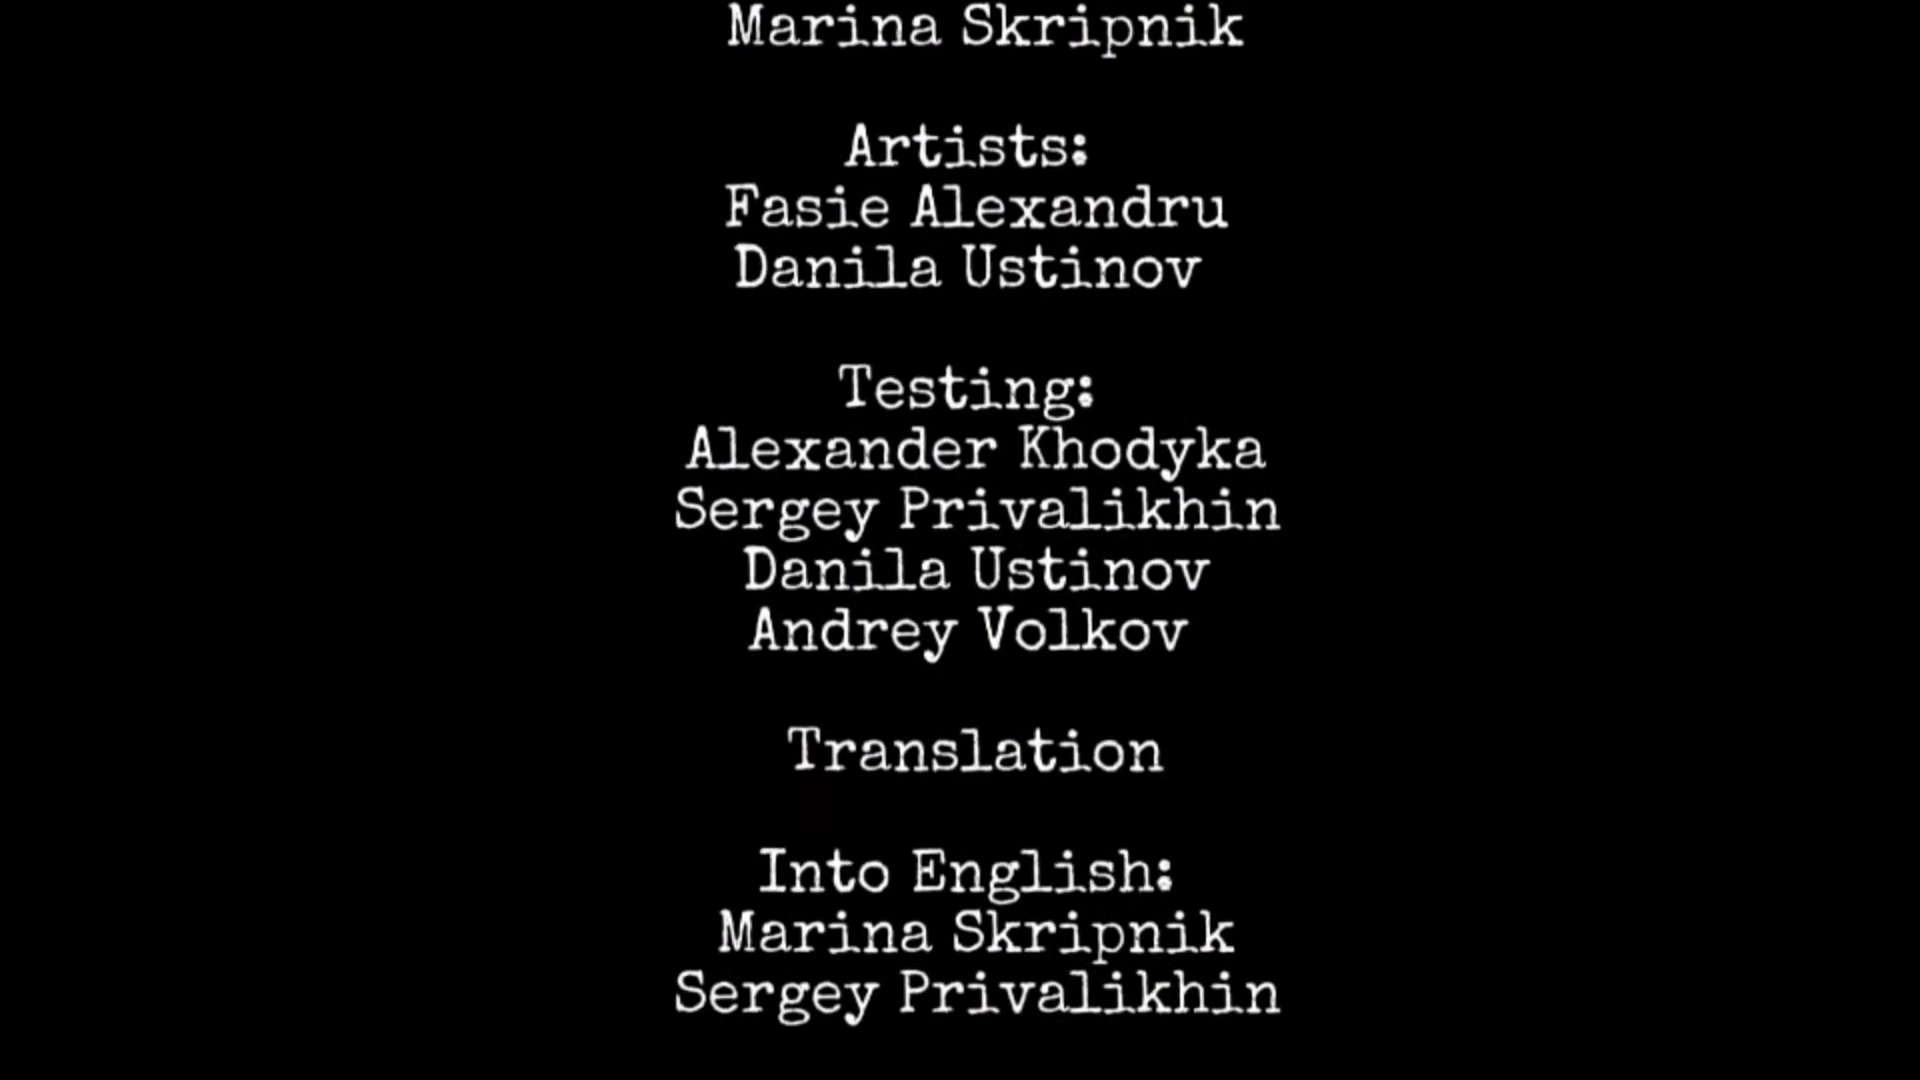 Marina Skripnik
Artists:
Fasie Alexandru
Danila Ustinov
Testing:
Alexander Khodyka
Sergey Privalikhin
Danila Ustinov
Andrey Volkov
Translation
Into English:
Marina Skripnik
Sergey Privalikhin